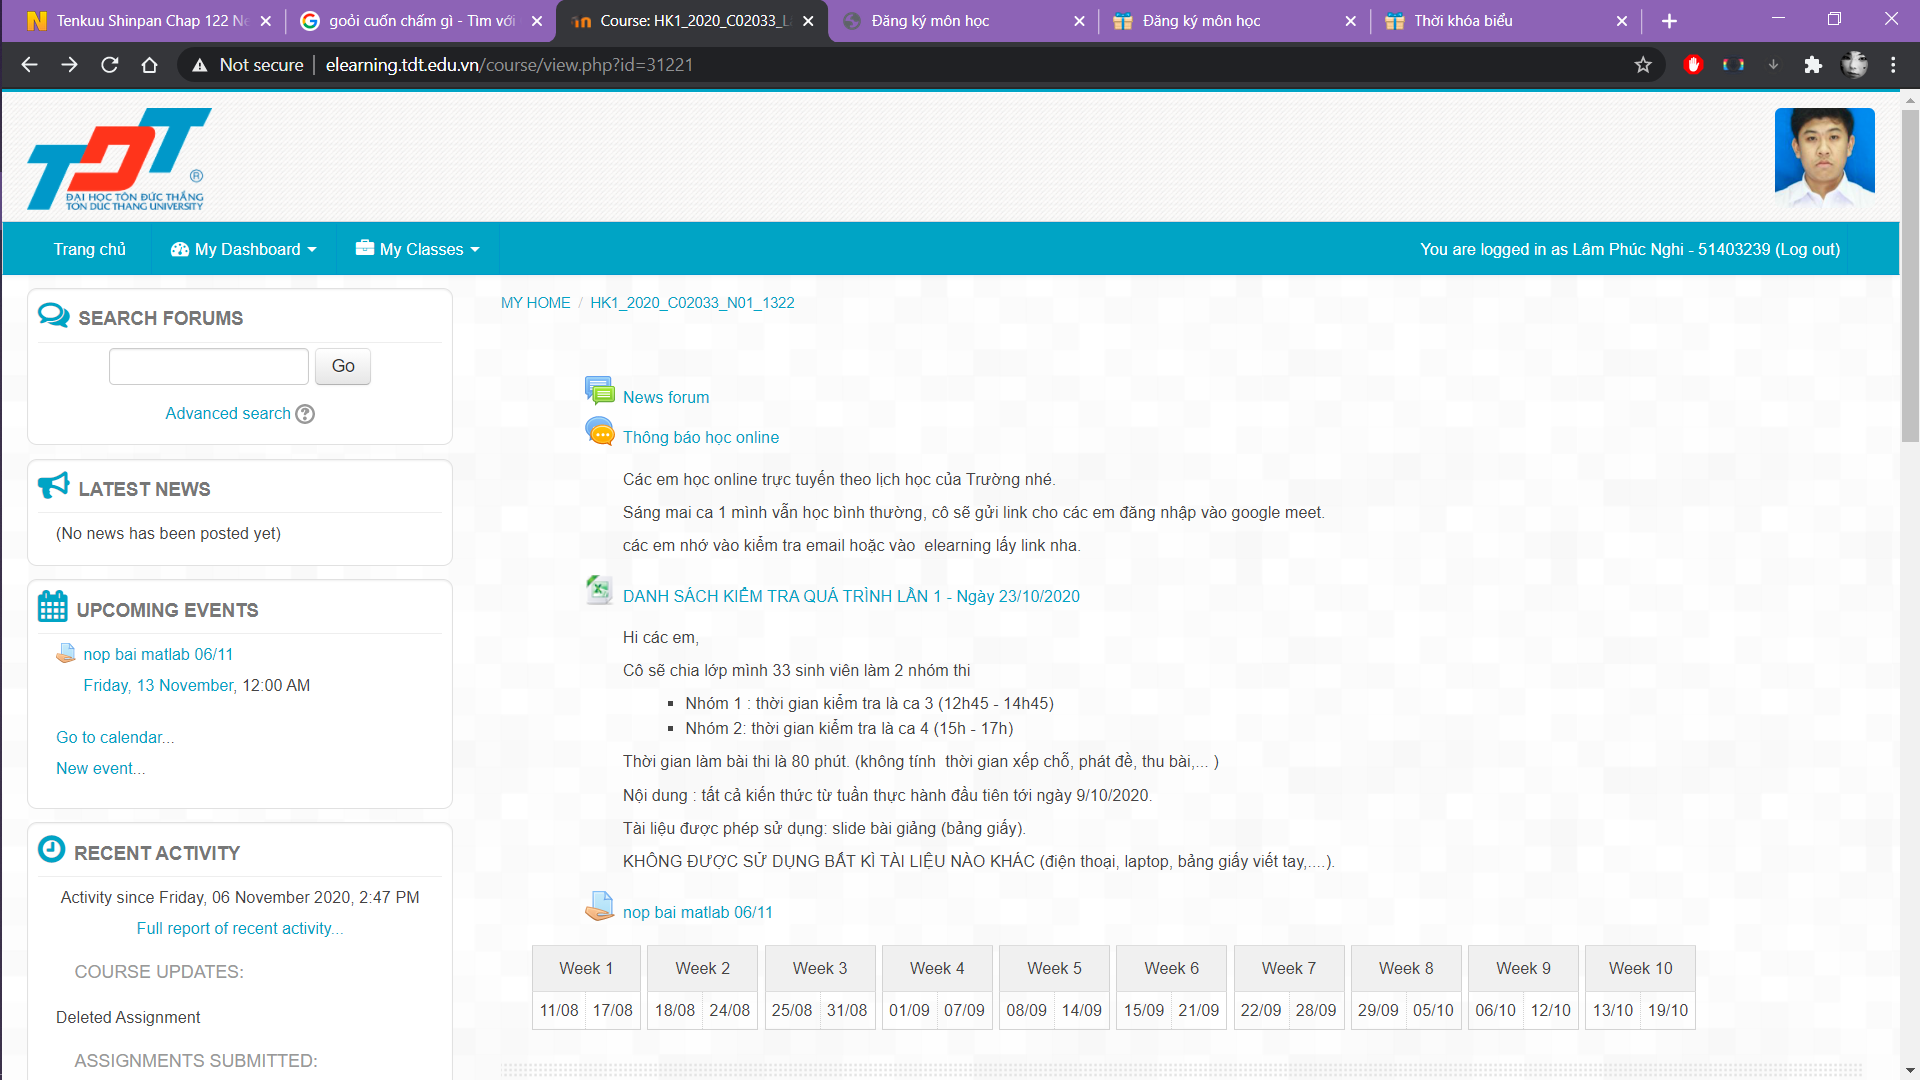 Tenkuu Shinpan Chap 122 Ne
goỏi cuốn chấm gì - Tìm với
Course: HK1_2020_C02033_L
Đăng ký môn học
Đăng ký môn học
Thời khóa biểu
Not secure | elearning.tdt.edu.vn/course/view.php?id=31221
TDT ®
ĐẠI HỌC TÔN ĐỨC THẮNG
TON DUC THANG UNIVERSITY
Trang chủ
My Dashboard
My Classes
You are logged in as Lâm Phúc Nghi - 51403239 (Log out)
SEARCH FORUMS
Go
Advanced search ?
LATEST NEWS
(No news has been posted yet)
UPCOMING EVENTS
nop bai matlab 06/11
Friday, 13 November, 12:00 AM
Go to calendar...
New event...
RECENT ACTIVITY
Activity since Friday, 06 November 2020, 2:47 PM
Full report of recent activity...
COURSE UPDATES:
Deleted Assignment
ASSIGNMENTS SUBMITTED:
MY HOME / HK1_2020_C02033_N01_1322
News forum
Thông báo học online
Các em học online trực tuyến theo lịch học của Trường nhé.
Sáng mai ca 1 mình vẫn học bình thường, cô sẽ gửi link cho các em đăng nhập vào google meet.
các em nhớ vào kiểm tra email hoặc vào elearning lấy link nha.
DANH SÁCH KIỂM TRA QUÁ TRÌNH LẦN 1 - Ngày 23/10/2020
Hi các em,
Cô sẽ chia lớp mình 33 sinh viên làm 2 nhóm thi
Nhóm 1 : thời gian kiểm tra là ca 3 (12h45 - 14h45)
Nhóm 2: thời gian kiểm tra là ca 4 (15h - 17h)
Thời gian làm bài thi là 80 phút. (không tính thời gian xếp chỗ, phát đề, thu bài,... )
Nội dung : tất cả kiến thức từ tuần thực hành đầu tiên tới ngày 9/10/2020.
Tài liệu được phép sử dụng: slide bài giảng (bảng giấy).
KHÔNG ĐƯỢC SỬ DỤNG BẤT KÌ TÀI LIỆU NÀO KHÁC (điện thoại, laptop, bảng giấy viết tay,....).
nop bai matlab 06/11
Week 1 Week 2 Week 3 Week 4 Week 5 Week 6 Week 7 Week 8 Week 9 Week 10
11/08 17/08 18/08 24/08 25/08 31/08 01/09 07/09 08/09 14/09 15/09 21/09 22/09 28/09 29/09 05/10 06/10 12/10 13/10 19/10